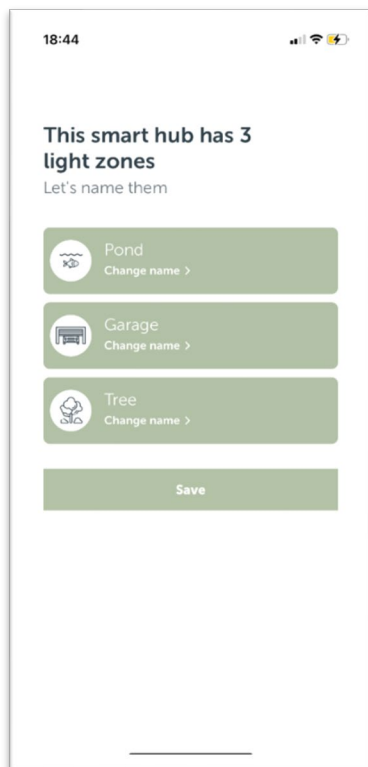 18:44
This smart hub has 3
light zones
Let's name them
Pond
Change name >
Garage
Change name >
Tree
Change name >
Save